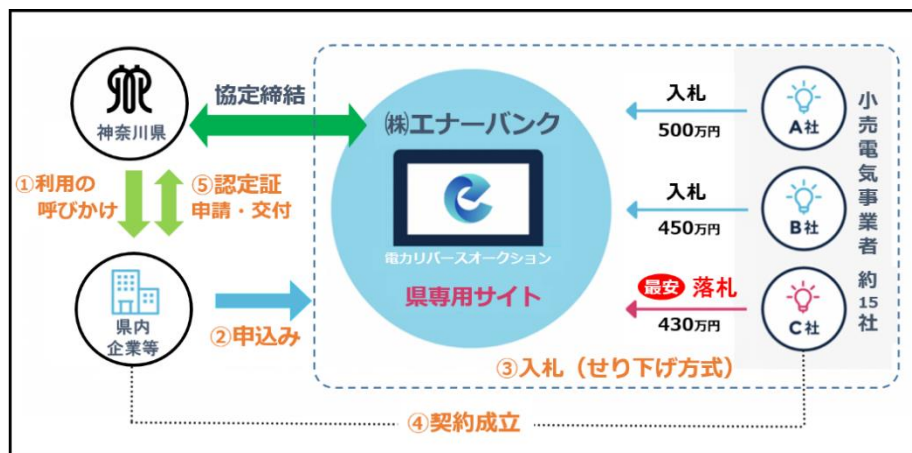 神奈川県
協定締結
①利用の
呼びかけ
⑤認定証
申請・交付
県内
企業等
②申込み
㈱エナーバンク
電力リバースオークション
県専用サイト
入札
500万円
A社
入札
450万円
B社
最安 落札
430万円
C社
小売電気事業者
約15社
③入札（せり下げ方式）
④契約成立